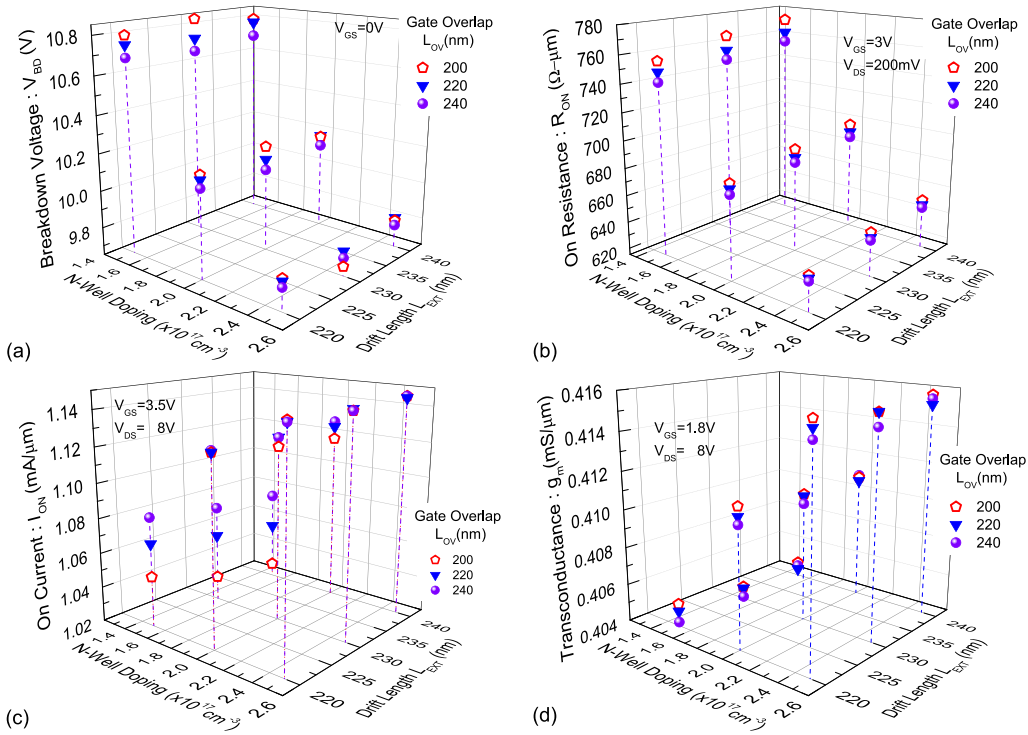 V_GS=0V
Gate Overlap
L_OV(nm)
200
220
240
Breakdown Voltage : V_BD (V)
10.8
10.6
10.4
10.2
10.0
9.8
1.4
1.6
1.8
2.0
2.2
2.4
2.6
N-Well Doping (x10^17cm^-3)
220
225
230
235
240
Drift Length L_EXT (nm)
(a)
V_GS=3V
V_DS=200mV
Gate Overlap
L_OV(nm)
200
220
240
On Resistance : R_ON (Ω−μm)
780
760
740
720
700
680
660
640
620
1.4
1.6
1.8
2.0
2.2
2.4
2.6
N-Well Doping (x10^17cm^-3)
220
225
230
235
240
Drift Length L_EXT (nm)
(b)
V_GS=3.5V
V_DS= 8V
Gate Overlap
L_OV(nm)
200
220
240
On Current : I_ON (mA/μm)
1.14
1.12
1.10
1.08
1.06
1.04
1.02
1.4
1.6
1.8
2.0
2.2
2.4
2.6
N-Well Doping (x10^17cm^-3)
220
225
230
235
240
Drift Length L_EXT (nm)
(c)
V_GS=1.8V
V_DS= 8V
Gate Overlap
L_OV(nm)
200
220
240
Transconductance : g_m(mS/μm)
0.416
0.414
0.412
0.410
0.408
0.406
0.404
1.4
1.6
1.8
2.0
2.2
2.4
2.6
N-Well Doping (x10^17cm^-3)
220
225
230
235
240
Drift Length L_EXT (nm)
(d)